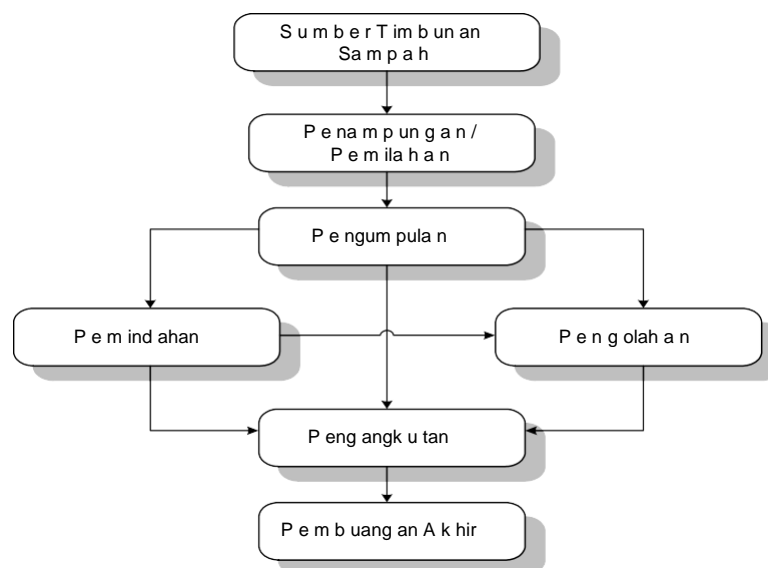 Sumber Timbunan
Sampah
Penampungan /
Pemilahan
Pengumpulan
Pemindahan
Pengolahan
Pengangkutan
Pembuangan Akhir